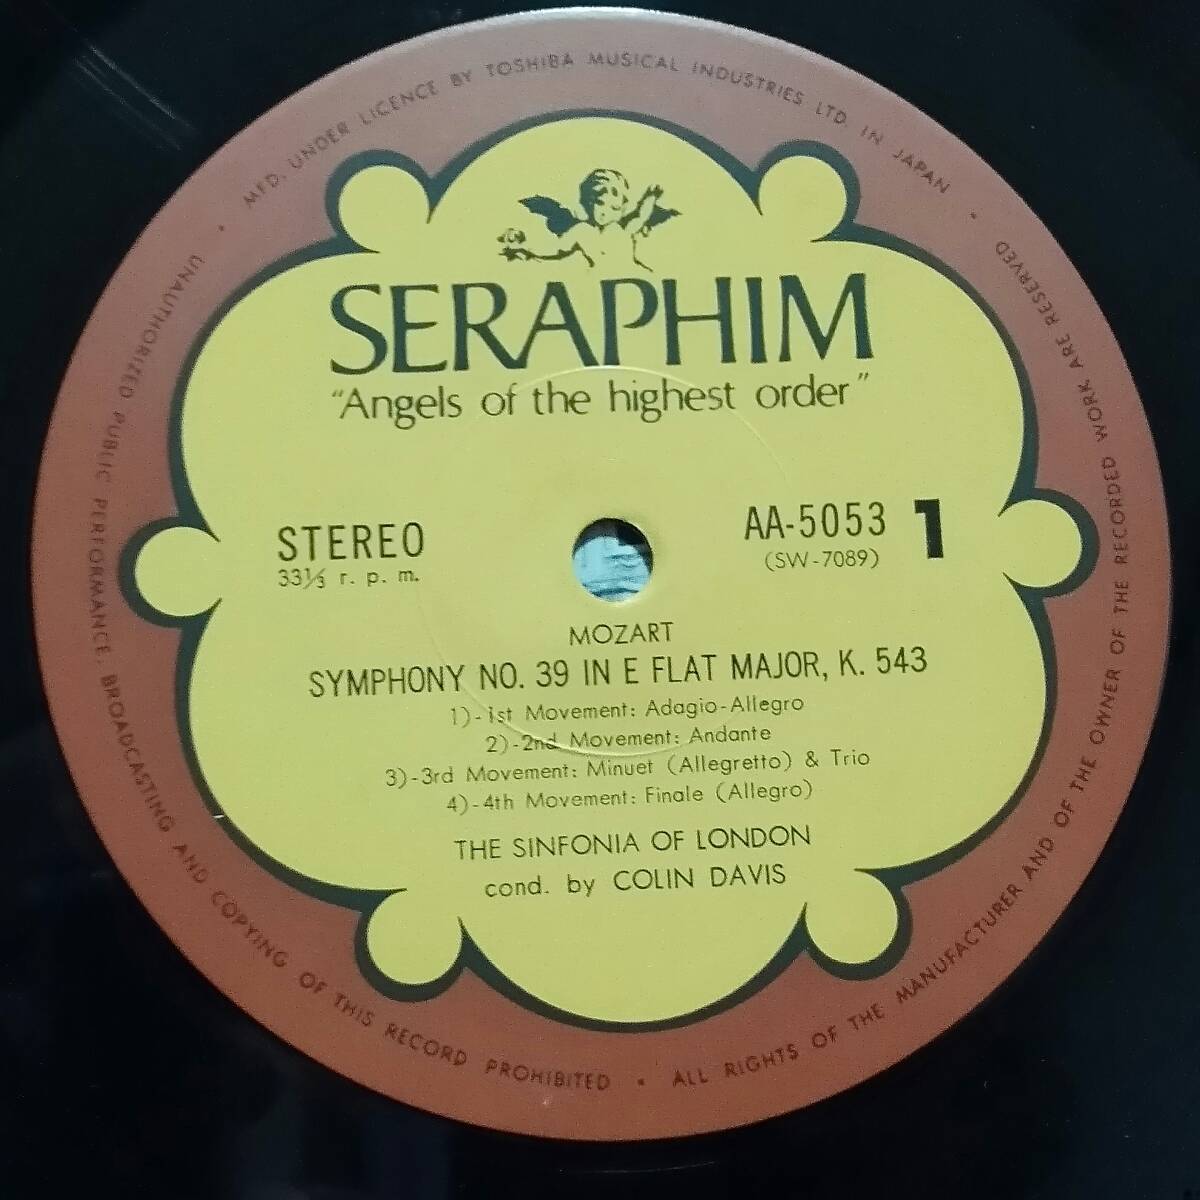 MFD. UNDER LICENCE BY TOSHIBA MUSICAL INDUSTRIES LTD. IN JAPAN
SERAPHIM
"Angels of the highest order"
STEREO
33⅓ r. p. m.
AA-5053 1
(SW-7089)
MOZART
SYMPHONY NO. 39 IN E FLAT MAJOR, K. 543
1)-1st Movement: Adagio-Allegro
2)-2nd Movement: Andante
3)-3rd Movement: Minuet (Allegretto) & Trio
4)-4th Movement: Finale (Allegro)
THE SINFONIA OF LONDON
cond. by COLIN DAVIS
UNAUTHORIZED PUBLIC PERFORMANCE, BROADCASTING AND COPYING OF THIS RECORD PROHIBITED • ALL RIGHTS OF THE MANUFACTURER AND OF THE OWNER OF THE RECORDED WORK ARE RESERVED